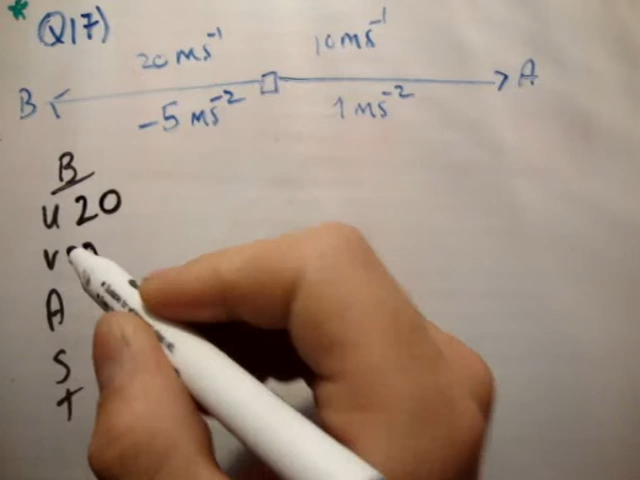 * Q17)
20 ms⁻¹ 10 ms⁻¹
B A
-5 ms⁻² 1 ms⁻²
B
u 20
v
A
S
T